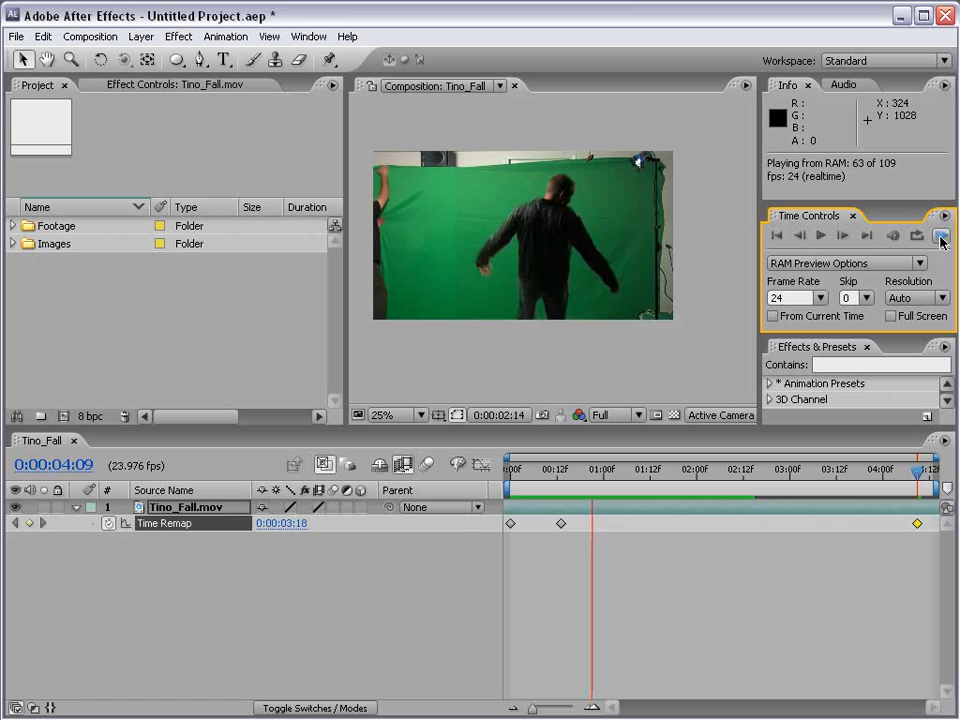 Adobe After Effects - Untitled Project.aep *
File Edit Composition Layer Effect Animation View Window Help
Workspace: Standard
Project Effect Controls: Tino_Fall.mov
Composition: Tino_Fall
Info Audio
R :
G :
B :
A : 0
X : 324
Y : 1028
Playing from RAM: 63 of 109
fps: 24 (realtime)
Name Type Size Duration
Footage Folder
Images Folder
Time Controls
RAM Preview Options
Frame Rate Skip Resolution
24 0 Auto
From Current Time Full Screen
Effects & Presets
Contains:
* Animation Presets
3D Channel
8 bpc
25% 0:00:02:14 Full Active Camera
Tino_Fall
0:00:04:09 (23.976 fps)
:00f 00:12f 01:00f 01:12f 02:00f 02:12f 03:00f 03:12f 04:00f
# Source Name Parent
1 Tino_Fall.mov None
Time Remap 0:00:03:18
Toggle Switches / Modes